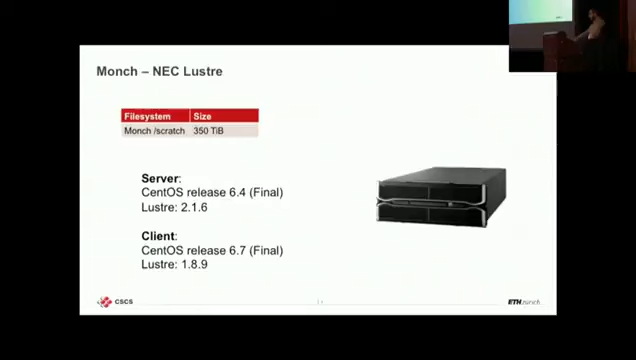 Monch – NEC Lustre
Filesystem Size
Monch /scratch 350 TiB
Server:
CentOS release 6.4 (Final)
Lustre: 2.1.6
Client:
CentOS release 6.7 (Final)
Lustre: 1.8.9
CSCS
ETH zürich